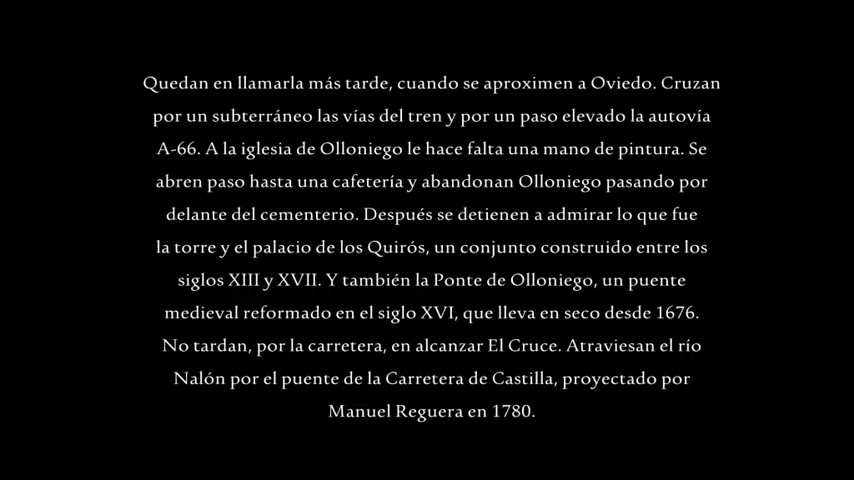 Quedan en llamarla más tarde, cuando se aproximen a Oviedo. Cruzan
por un subterráneo las vías del tren y por un paso elevado la autovía
A-66. A la iglesia de Olloniego le hace falta una mano de pintura. Se
abren paso hasta una cafetería y abandonan Olloniego pasando por
delante del cementerio. Después se detienen a admirar lo que fue
la torre y el palacio de los Quirós, un conjunto construido entre los
siglos XIII y XVII. Y también la Ponte de Olloniego, un puente
medieval reformado en el siglo XVI, que lleva en seco desde 1676.
No tardan, por la carretera, en alcanzar El Cruce. Atraviesan el río
Nalón por el puente de la Carretera de Castilla, proyectado por
Manuel Reguera en 1780.